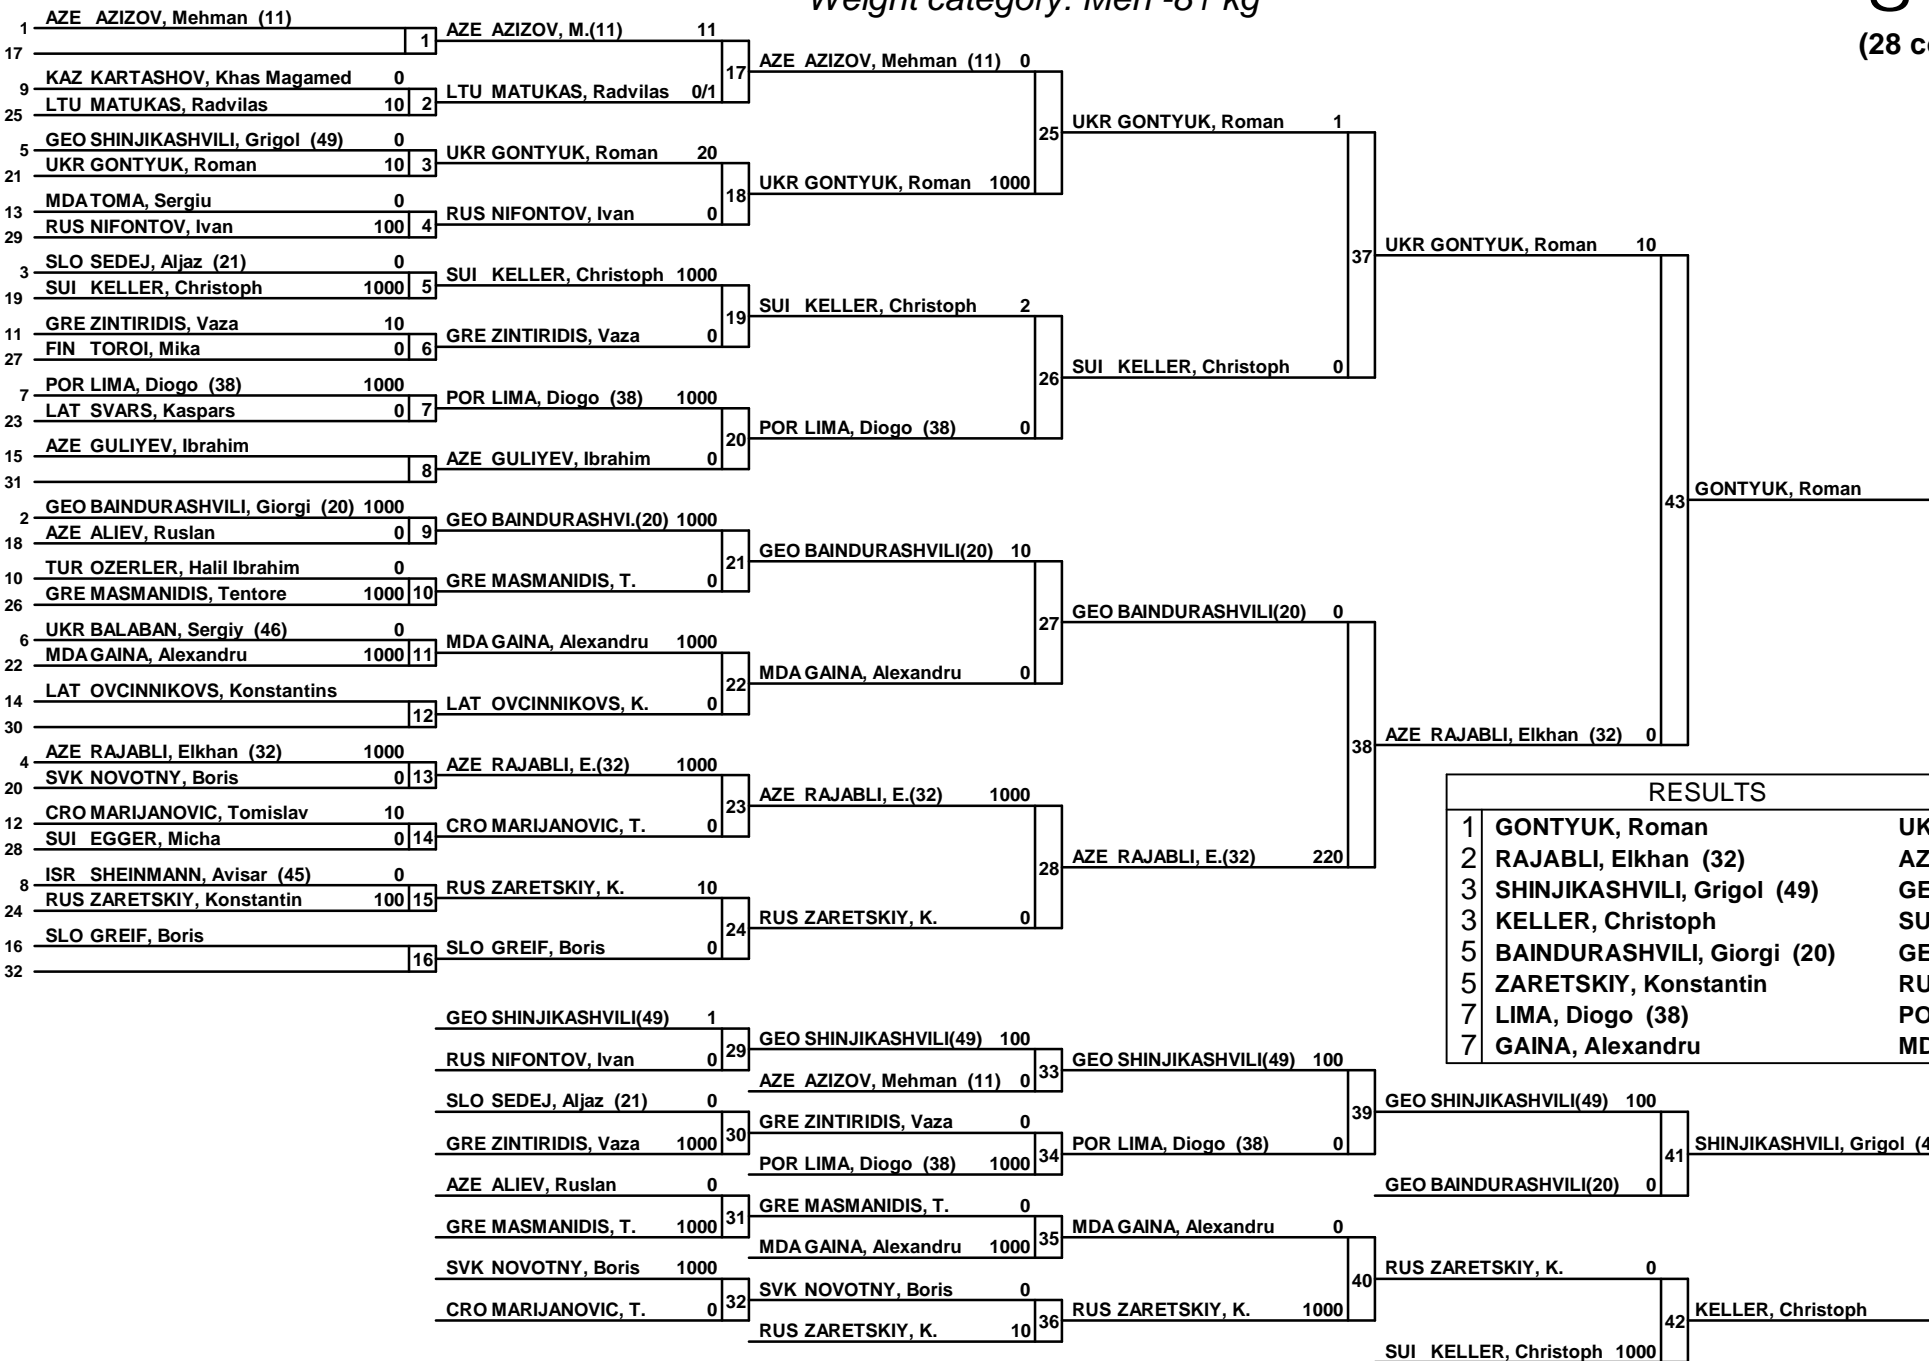 Weight category: Men -81 kg
(28 co
1 AZE AZIZOV, Mehman (11)
17
1
9 KAZ KARTASHOV, Khas Magamed 0
25 LTU MATUKAS, Radvilas 10 2
5 GEO SHINJIKASHVILI, Grigol (49) 0
21 UKR GONTYUK, Roman 10 3
13 MDA TOMA, Sergiu 0
29 RUS NIFONTOV, Ivan 100 4
3 SLO SEDEJ, Aljaz (21) 0
19 SUI KELLER, Christoph 1000 5
11 GRE ZINTIRIDIS, Vaza 10
27 FIN TOROI, Mika 0 6
7 POR LIMA, Diogo (38) 1000
23 LAT SVARS, Kaspars 0 7
15 AZE GULIYEV, Ibrahim
31
8
2 GEO BAINDURASHVILI, Giorgi (20) 1000
18 AZE ALIEV, Ruslan 0 9
10 TUR OZERLER, Halil Ibrahim 0
26 GRE MASMANIDIS, Tentore 1000 10
6 UKR BALABAN, Sergiy (46) 0
22 MDA GAINA, Alexandru 1000 11
14 LAT OVCINNIKOVS, Konstantins
30
12
4 AZE RAJABLI, Elkhan (32) 1000
20 SVK NOVOTNY, Boris 0 13
12 CRO MARIJANOVIC, Tomislav 10
28 SUI EGGER, Micha 0 14
8 ISR SHEINMANN, Avisar (45) 0
24 RUS ZARETSKIY, Konstantin 100 15
16 SLO GREIF, Boris
32
16
AZE AZIZOV, M.(11) 11
LTU MATUKAS, Radvilas 0/1
17
UKR GONTYUK, Roman 20
RUS NIFONTOV, Ivan 0
18
SUI KELLER, Christoph 1000
GRE ZINTIRIDIS, Vaza 0
19
POR LIMA, Diogo (38) 1000
AZE GULIYEV, Ibrahim 0
20
GEO BAINDURASHVI.(20) 1000
GRE MASMANIDIS, T. 0
21
MDA GAINA, Alexandru 1000
LAT OVCINNIKOVS, K. 0
22
AZE RAJABLI, E.(32) 1000
CRO MARIJANOVIC, T. 0
23
RUS ZARETSKIY, K. 10
SLO GREIF, Boris 0
24
AZE AZIZOV, Mehman (11) 0
UKR GONTYUK, Roman 1000
25
SUI KELLER, Christoph 2
POR LIMA, Diogo (38) 0
26
GEO BAINDURASHVILI(20) 10
MDA GAINA, Alexandru 0
27
AZE RAJABLI, E.(32) 1000
RUS ZARETSKIY, K. 0
28
UKR GONTYUK, Roman 1
SUI KELLER, Christoph 0
37
GEO BAINDURASHVILI(20) 0
AZE RAJABLI, E.(32) 220
38
UKR GONTYUK, Roman 10
AZE RAJABLI, Elkhan (32) 0
43
GONTYUK, Roman
RESULTS
1 GONTYUK, Roman UK
2 RAJABLI, Elkhan (32) AZ
3 SHINJIKASHVILI, Grigol (49) GE
3 KELLER, Christoph SU
5 BAINDURASHVILI, Giorgi (20) GE
5 ZARETSKIY, Konstantin RU
7 LIMA, Diogo (38) PO
7 GAINA, Alexandru MD
GEO SHINJIKASHVILI(49) 1
RUS NIFONTOV, Ivan 0
29
SLO SEDEJ, Aljaz (21) 0
GRE ZINTIRIDIS, Vaza 1000
30
AZE ALIEV, Ruslan 0
GRE MASMANIDIS, T. 1000
31
SVK NOVOTNY, Boris 1000
CRO MARIJANOVIC, T. 0
32
GEO SHINJIKASHVILI(49) 100
AZE AZIZOV, Mehman (11) 0
33
GRE ZINTIRIDIS, Vaza 0
POR LIMA, Diogo (38) 1000
34
GRE MASMANIDIS, T. 0
MDA GAINA, Alexandru 1000
35
SVK NOVOTNY, Boris 0
RUS ZARETSKIY, K. 10
36
GEO SHINJIKASHVILI(49) 100
POR LIMA, Diogo (38) 0
39
MDA GAINA, Alexandru 0
RUS ZARETSKIY, K. 1000
40
GEO SHINJIKASHVILI(49) 100
GEO BAINDURASHVILI(20) 0
41
RUS ZARETSKIY, K. 0
SUI KELLER, Christoph 1000
42
SHINJIKASHVILI, Grigol (4
KELLER, Christoph